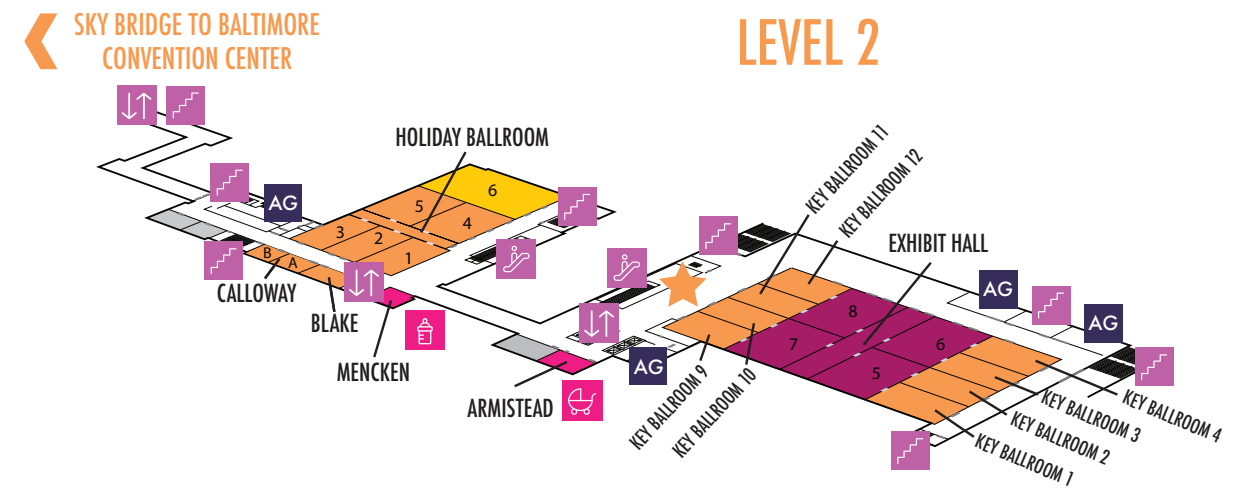 SKY BRIDGE TO BALTIMORE
CONVENTION CENTER
LEVEL 2
HOLIDAY BALLROOM
KEY BALLROOM 11
KEY BALLROOM 12
6
5
4
3
2
1
AG
B
A
CALLOWAY
BLAKE
MENCKEN
ARMISTEAD
EXHIBIT HALL
AG
AG
8
7
6
5
AG
KEY BALLROOM 9
KEY BALLROOM 10
KEY BALLROOM 4
KEY BALLROOM 3
KEY BALLROOM 2
KEY BALLROOM 1